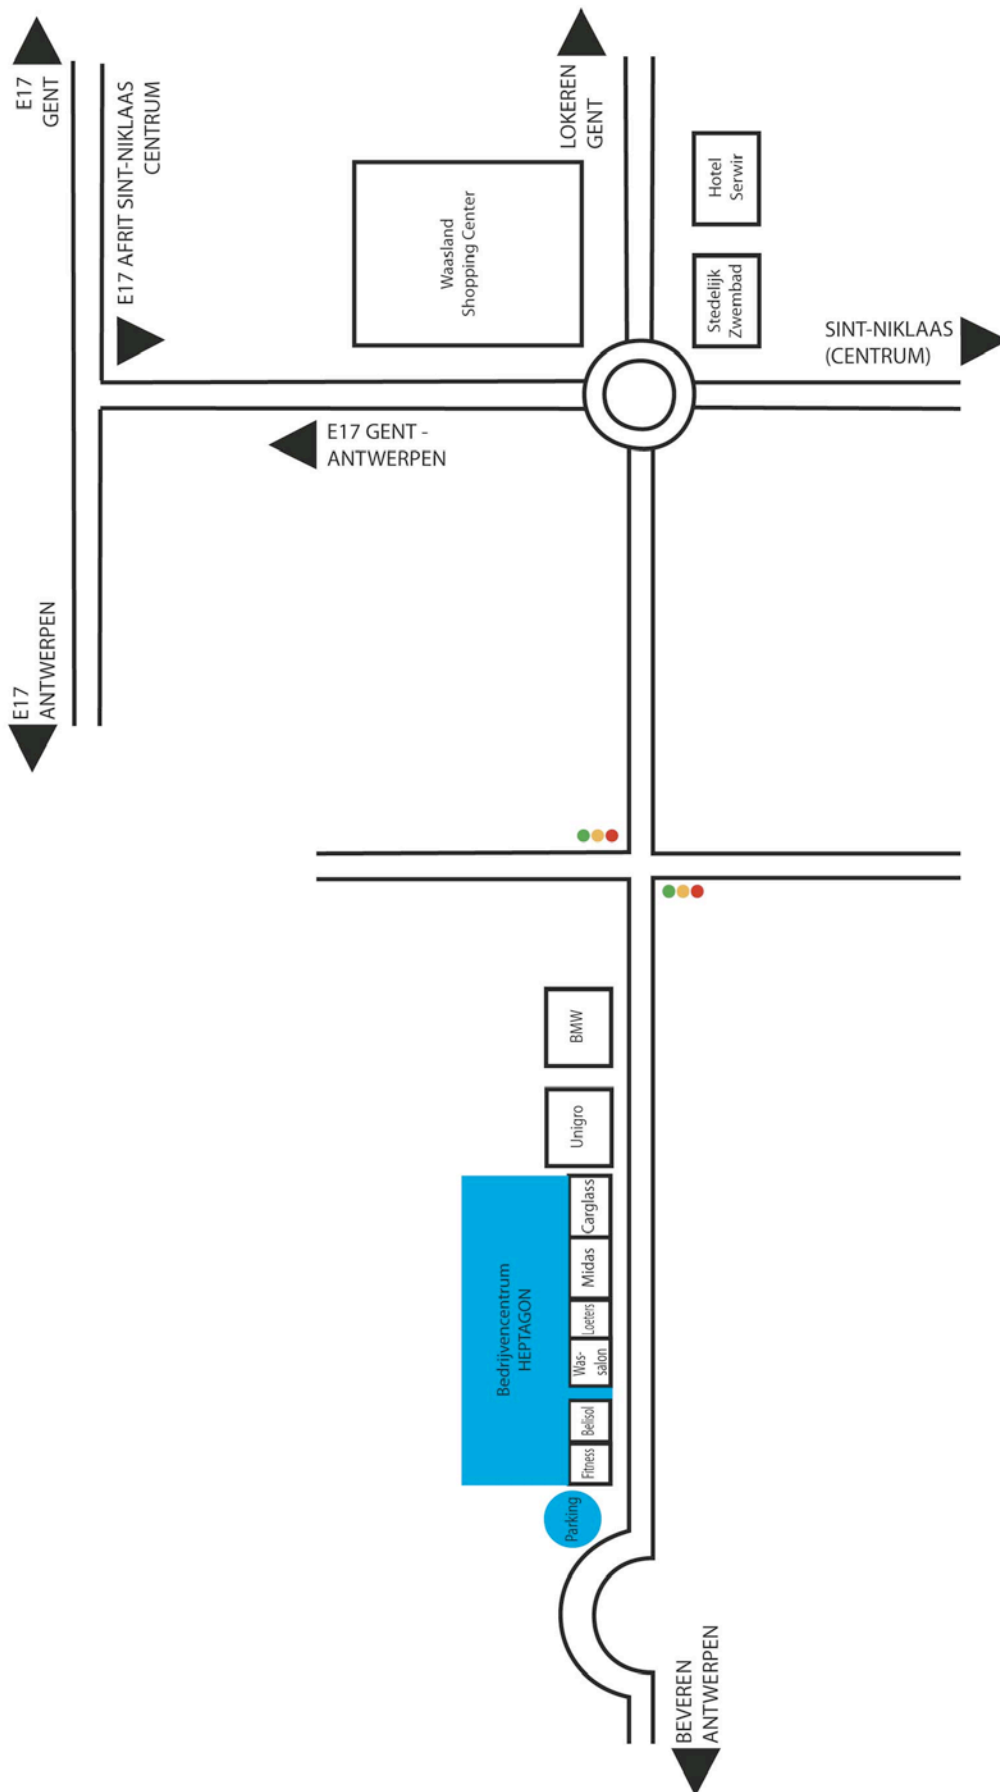 E17
GENT
E17 AFRIT SINT-NIKLAAS
CENTRUM
LOKEREN
GENT
Waasland
Shopping Center
Hotel
Serwir
Stedelijk
Zwembad
SINT-NIKLAAS
(CENTRUM)
E17 GENT -
ANTWERPEN
E17
ANTWERPEN
BMW
Unigro
Carglass
Midas
Loeters
Was-
salon
Belisol
Fitness
Bedrijvencentrum
HEPTAGON
Parking
BEVEREN
ANTWERPEN